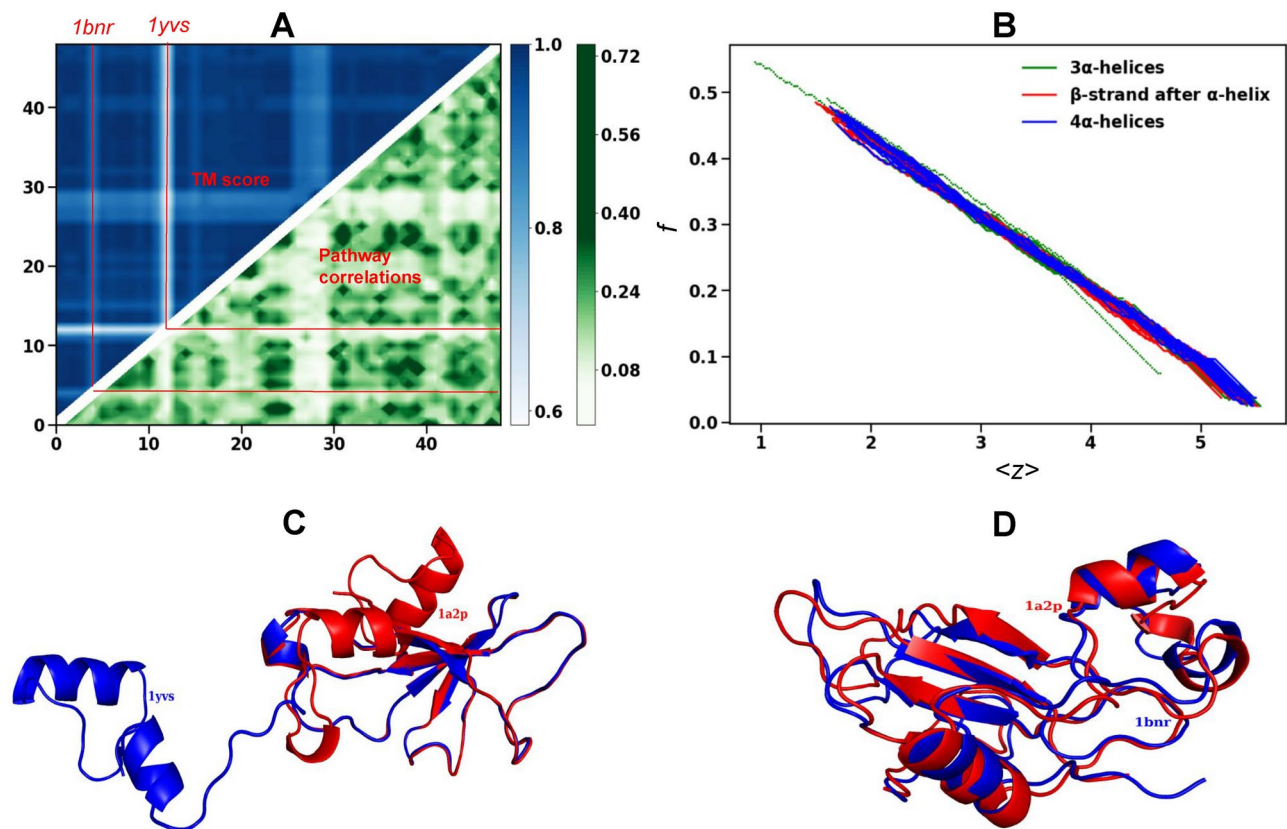 1bnr
1yvs
A
TM score
Pathway
correlations
0
10
20
30
40
0
10
20
30
40
1.0
0.8
0.6
0.72
0.56
0.40
0.24
0.08
B
3α-helices
β-strand after α-helix
4α-helices
f
0.5
0.4
0.3
0.2
0.1
0.0
1
2
3
4
5
<z>
C
1a2p
1yvs
D
1a2p
1bnr